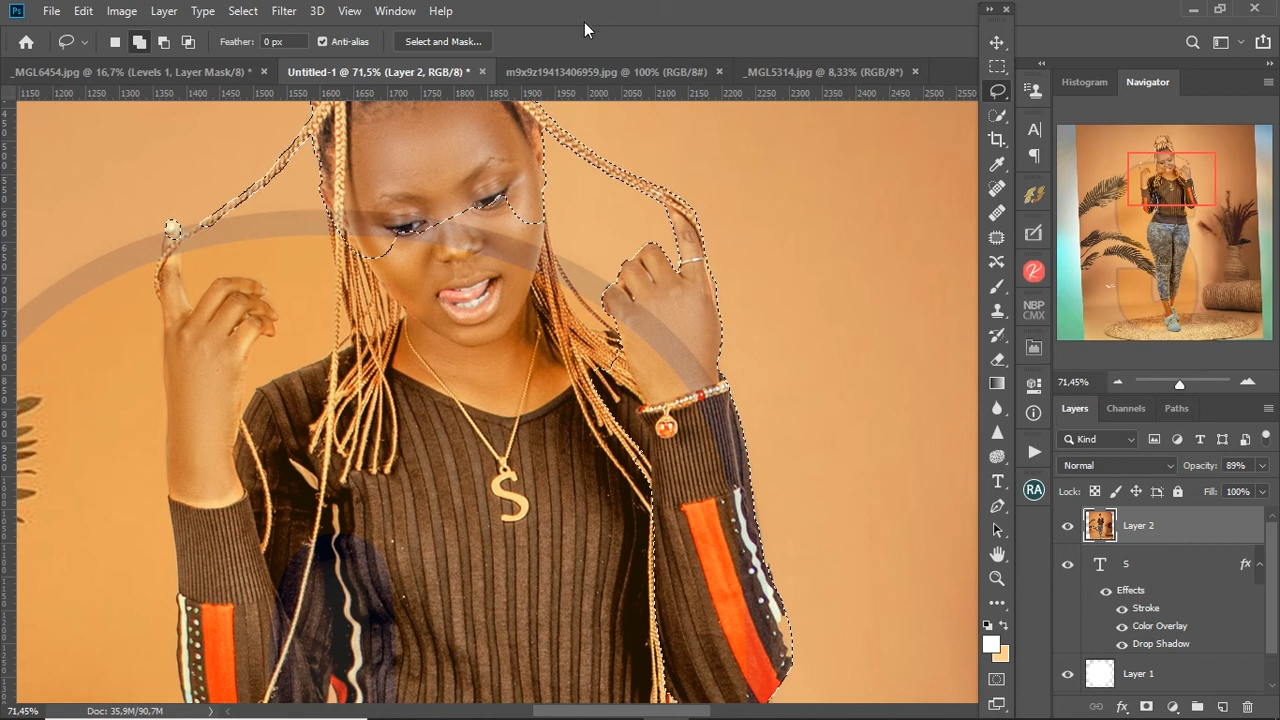 Ps File Edit Image Layer Type Select Filter 3D View Window Help
Feather: 0 px Anti-alias Select and Mask...
_MGL6454.jpg @ 16,7% (Levels 1, Layer Mask/8) * × Untitled-1 @ 71,5% (Layer 2, RGB/8) * × m9x9z19413406959.jpg @ 100% (RGB/8#) × _MGL5314.jpg @ 8,33% (RGB/8*) ×
1150 1200 1250 1300 1350 1400 1450 1500 1550 1600 1650 1700 1750 1800 1850 1900 1950 2000 2050 2100 2150 2200 2250 2300 2350 2400 2450 2500 2550
Histogram Navigator
NBP
CMX
RA
S
71,45%
Layers Channels Paths
Kind
Normal Opacity: 89%
Lock: Fill: 100%
Layer 2
T S fx
Effects
Stroke
Color Overlay
Drop Shadow
Layer 1
71,45% Doc: 35,9M/90,7M